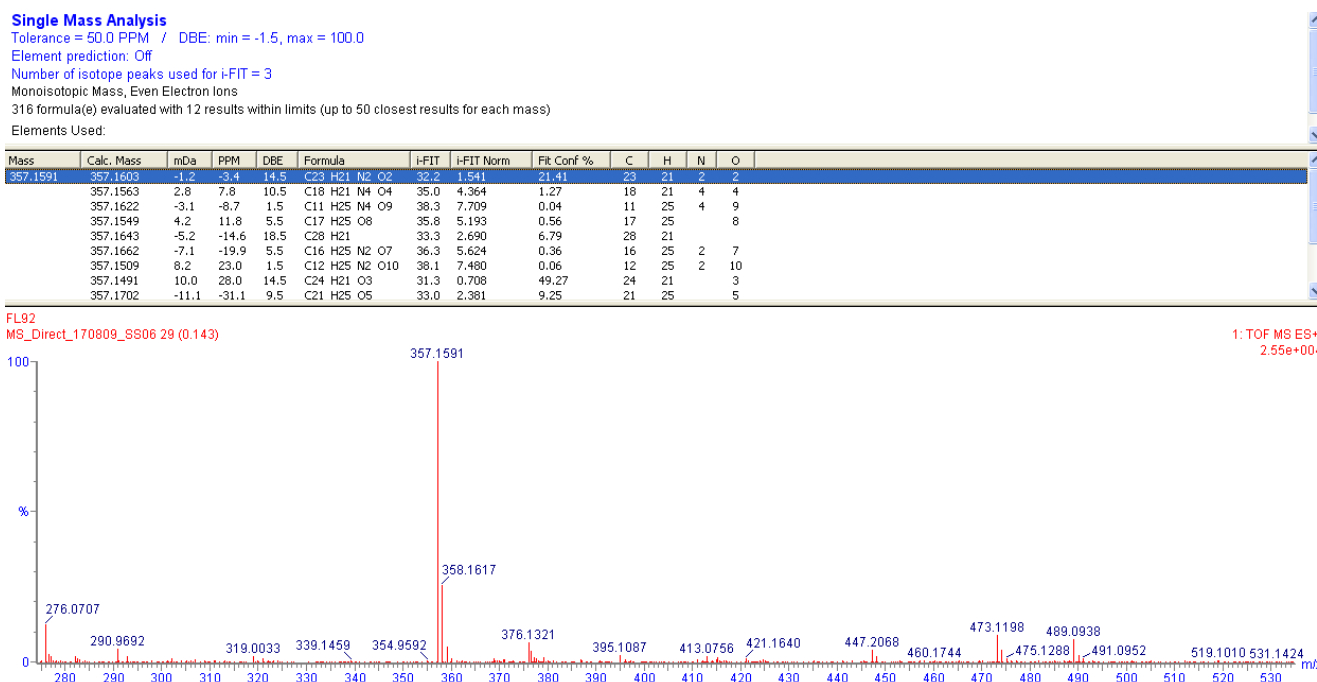 Single Mass Analysis
Tolerance = 50.0 PPM / DBE: min = -1.5, max = 100.0
Element prediction: Off
Number of isotope peaks used for i-FIT = 3
Monoisotopic Mass, Even Electron Ions
316 formula(e) evaluated with 12 results within limits (up to 50 closest results for each mass)
Elements Used:
Mass Calc. Mass mDa PPM DBE Formula i-FIT i-FIT Norm Fit Conf % C H N O
357.1591 357.1603 -1.2 -3.4 14.5 C23 H21 N2 O2 32.2 1.541 21.41 23 21 2 2
357.1563 2.8 7.8 10.5 C18 H21 N4 O4 35.0 4.364 1.27 18 21 4 4
357.1622 -3.1 -8.7 1.5 C11 H25 N4 O9 38.3 7.709 0.04 11 25 4 9
357.1549 4.2 11.8 5.5 C17 H25 O8 35.8 5.193 0.56 17 25 8
357.1643 -5.2 -14.6 18.5 C28 H21 33.3 2.690 6.79 28 21
357.1662 -7.1 -19.9 5.5 C16 H25 N2 O7 36.3 5.624 0.36 16 25 2 7
357.1509 8.2 23.0 1.5 C12 H25 N2 O10 38.1 7.480 0.06 12 25 2 10
357.1491 10.0 28.0 14.5 C24 H21 O3 31.3 0.708 49.27 24 21 3
357.1702 -11.1 -31.1 9.5 C21 H25 O5 33.0 2.381 9.25 21 25 5
FL92
MS_Direct_170809_SS06 29 (0.143)
1: TOF MS ES+
2.55e+004
100
%
0
357.1591
358.1617
276.0707
290.9692
319.0033
339.1459
354.9592
376.1321
395.1087
413.0756
421.1640
447.2068
460.1744
473.1198
475.1288
489.0938
491.0952
519.1010
531.1424
m/z
280 290 300 310 320 330 340 350 360 370 380 390 400 410 420 430 440 450 460 470 480 490 500 510 520 530